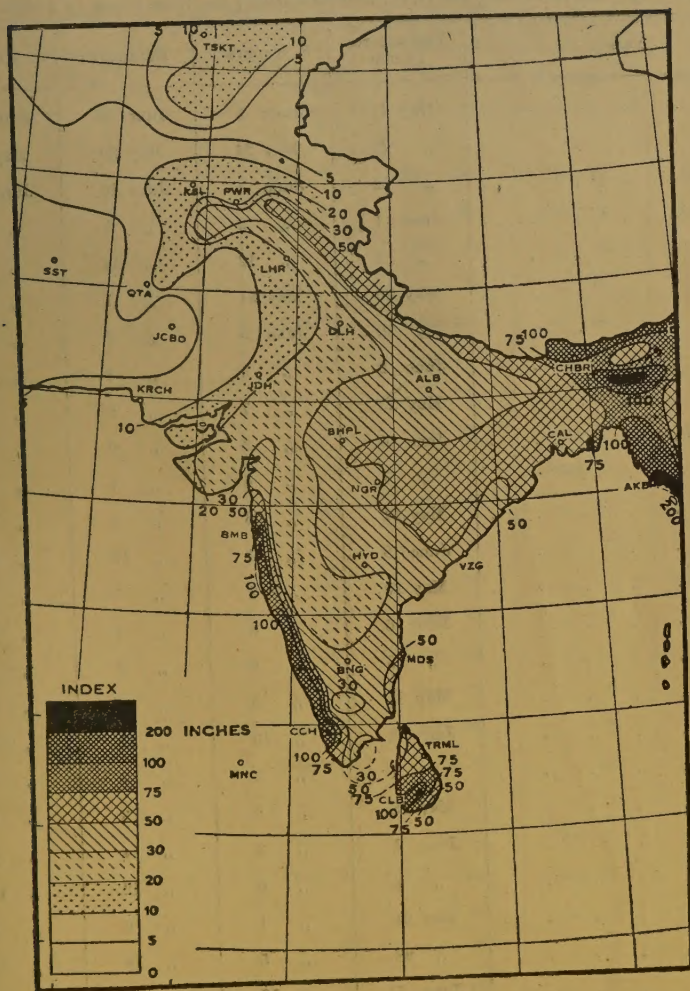 5 10 TSKT 10
5
5
KBL PWR 10
20
30
50
LHR
SST
QTA
JCBD DLH 75 100
KRCH JDH ALB CHBR
100
10 BHPL CAL 100
75
NGR AKB
200
30
20 50 50
BMB
75 HYD VZG
100
100
50
BNG MDS
30
INDEX
200 INCHES
100
75
50
30
20
10
5
0
CCH
100
75
MNC
30
50
75
TRML
75
75
50
CLB
100
75 50